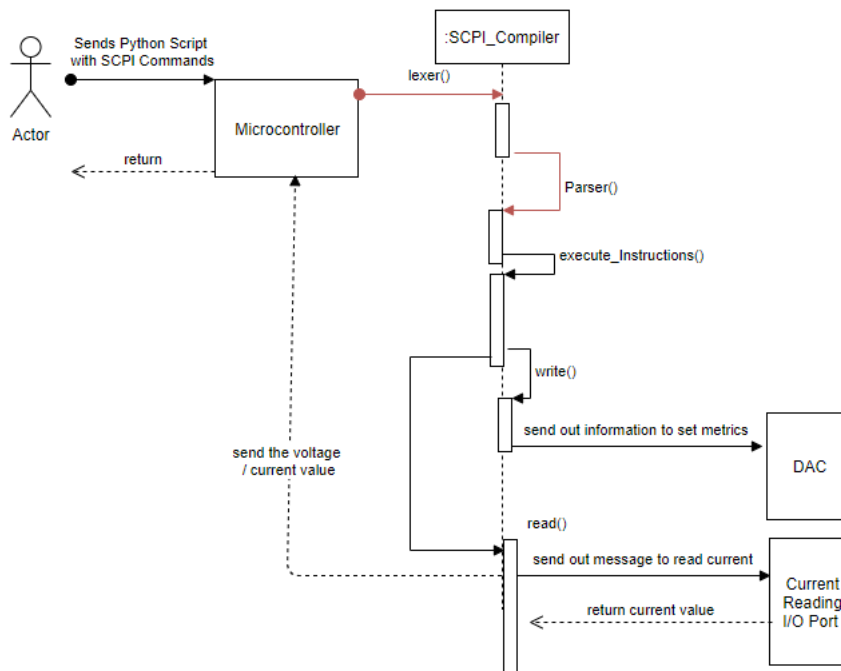 :SCPI_Compiler
Sends Python Script
with SCPI Commands
lexer()
Microcontroller
Actor
return
Parser()
execute_Instructions()
write()
send out information to set metrics
DAC
send the voltage
/ current value
read()
send out message to read current
Current
Reading
I/O Port
return current value